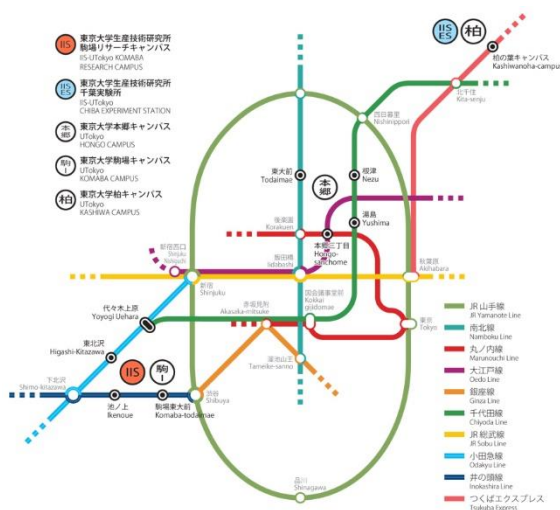 IIS
東京大学生産技術研究所
駒場リサーチキャンパス
IIS-UTokyo KOMABA
RESEARCH CAMPUS
IIS
ES
東京大学生産技術研究所
千葉実験所
IIS-UTokyo
CHIBA EXPERIMENT STATION
本郷
東京大学本郷キャンパス
UTokyo
HONGO CAMPUS
駒I
東京大学駒場キャンパス
UTokyo
KOMABA CAMPUS
柏
東京大学柏キャンパス
UTokyo
KASHIWA CAMPUS
IIS
ES
柏
柏の葉キャンパス
Kashiwanoha-campus
北千住
Kita-senju
西日暮里
Nishinippori
東大前
Todaimae
本郷
根津
Nezu
湯島
Yushima
後楽園
Korakuen
本郷三丁目
Hongo-
sanchome
新宿西口
Shinjuku
Nishiguchi
飯田橋
Iidabashi
新宿
Shinjuku
秋葉原
Akihabara
国会議事堂前
Kokkai
gijidomae
赤坂見附
Akasaka-mitsuke
代々木上原
Yoyogi Uehara
東京
Tokyo
東北沢
Higashi-Kitazawa
溜池山王
Tameike-sanno
IIS
駒I
下北沢
Shimo-kitazawa
池ノ上
Ikenoue
駒場東大前
Komaba-todaimae
渋谷
Shibuya
品川
Shinagawa
JR山手線
JR Yamanote Line
南北線
Namboku Line
丸ノ内線
Marunouchi Line
大江戸線
Oedo Line
銀座線
Ginza Line
千代田線
Chiyoda Line
JR総武線
JR Sobu Line
小田急線
Odakyu Line
井の頭線
Inokashira Line
つくばエクスプレス
Tsukuba Express